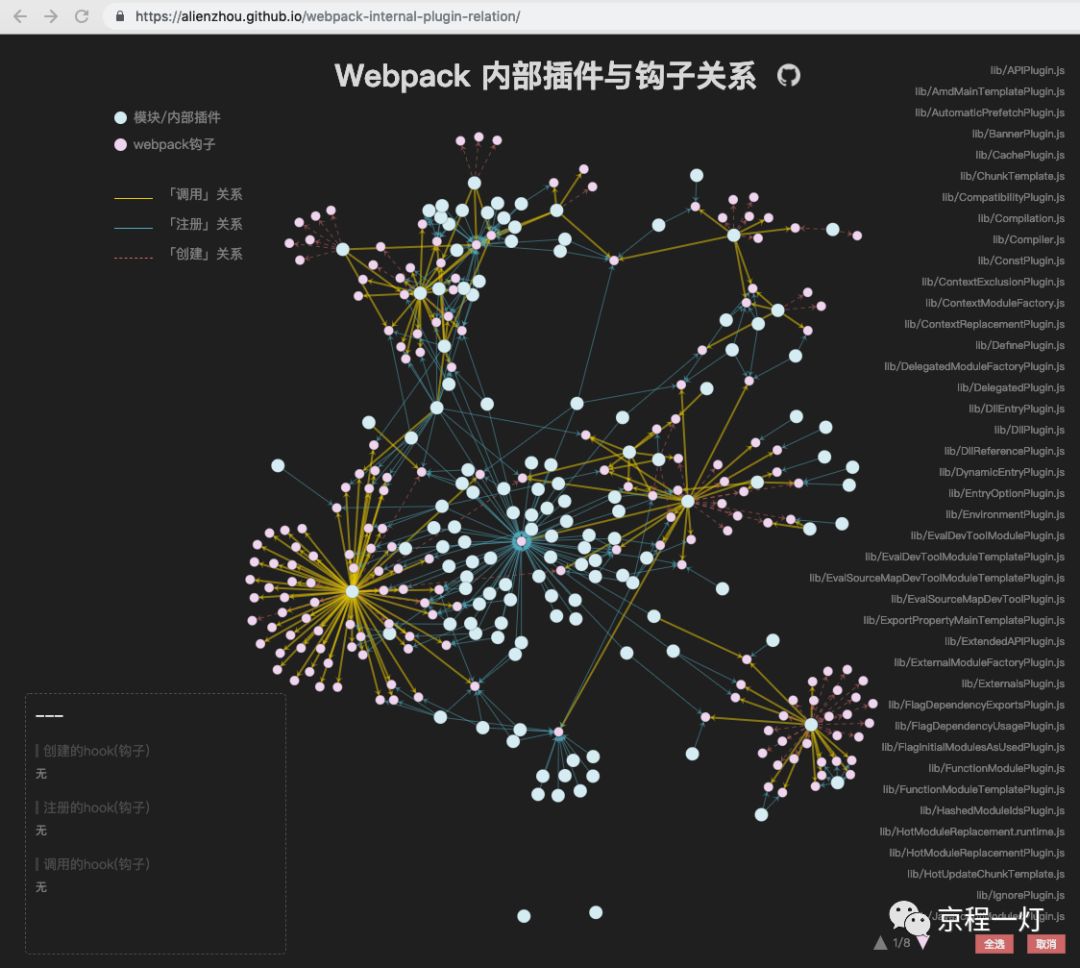 https://alienzhou.github.io/webpack-internal-plugin-relation/
Webpack 内部插件与钩子关系
模块/内部插件
webpack钩子
「调用」关系
「注册」关系
「创建」关系
创建的hook(钩子)
无
注册的hook(钩子)
无
调用的hook(钩子)
无
lib/APIPlugin.js
lib/AmdMainTemplatePlugin.js
lib/AutomaticPrefetchPlugin.js
lib/BannerPlugin.js
lib/CachePlugin.js
lib/ChunkTemplate.js
lib/CompatibilityPlugin.js
lib/Compilation.js
lib/Compiler.js
lib/ConstPlugin.js
lib/ContextExclusionPlugin.js
lib/ContextModuleFactory.js
lib/ContextReplacementPlugin.js
lib/DefinePlugin.js
lib/DelegatedModuleFactoryPlugin.js
lib/DelegatedPlugin.js
lib/DllEntryPlugin.js
lib/DllPlugin.js
lib/DllReferencePlugin.js
lib/DynamicEntryPlugin.js
lib/EntryOptionPlugin.js
lib/EnvironmentPlugin.js
lib/EvalDevToolModulePlugin.js
lib/EvalDevToolModuleTemplatePlugin.js
lib/EvalSourceMapDevToolModuleTemplatePlugin.js
lib/EvalSourceMapDevToolPlugin.js
lib/ExportPropertyMainTemplatePlugin.js
lib/ExtendedAPIPlugin.js
lib/ExternalModuleFactoryPlugin.js
lib/ExternalsPlugin.js
lib/FlagDependencyExportsPlugin.js
lib/FlagDependencyUsagePlugin.js
lib/FlagInitialModulesAsUsedPlugin.js
lib/FunctionModulePlugin.js
lib/FunctionModuleTemplatePlugin.js
lib/HashedModuleIdsPlugin.js
lib/HotModuleReplacement.runtime.js
lib/HotModuleReplacementPlugin.js
lib/HotUpdateChunkTemplate.js
lib/IgnorePlugin.js
京程一灯
1/8
全选 取消